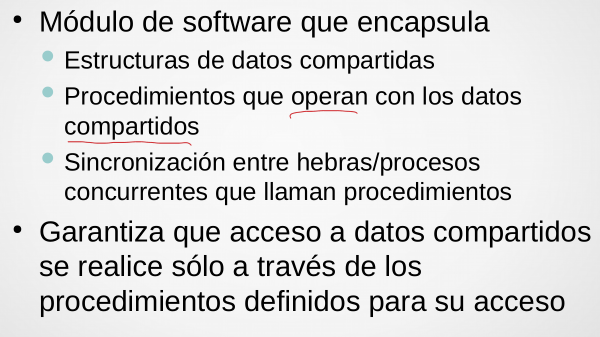 • Módulo de software que encapsula
• Estructuras de datos compartidas
• Procedimientos que operan con los datos
compartidos
• Sincronización entre hebras/procesos
concurrentes que llaman procedimientos
• Garantiza que acceso a datos compartidos
se realice sólo a través de los
procedimientos definidos para su acceso